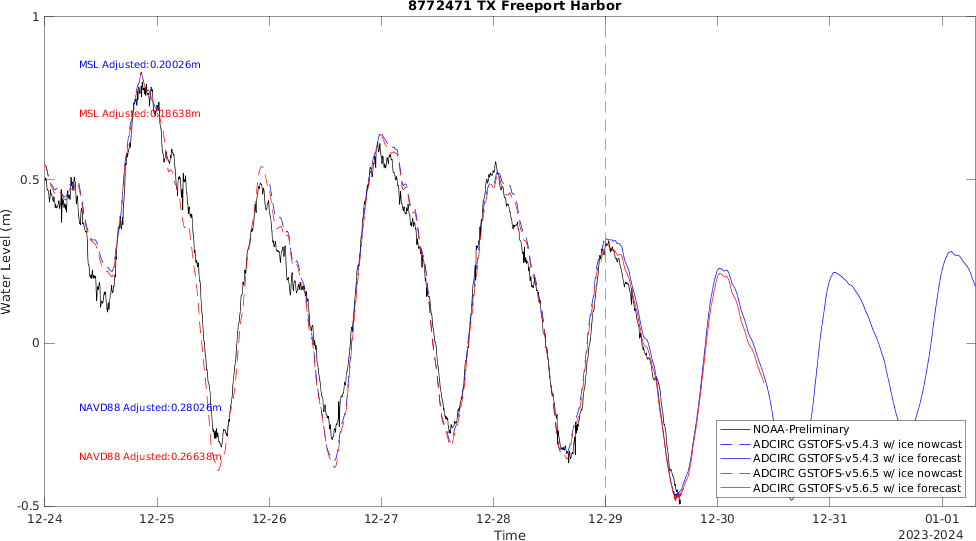 8772471 TX Freeport Harbor
1
MSL Adjusted:0.20026m
MSL Adjusted:0.18638m
0.5
Water Level (m)
0
NAVD88 Adjusted:0.28026m
NAVD88 Adjusted:0.26638m
NOAA-Preliminary
ADCIRC GSTOFS-v5.4.3 w/ ice nowcast
ADCIRC GSTOFS-v5.4.3 w/ ice forecast
ADCIRC GSTOFS-v5.6.5 w/ ice nowcast
ADCIRC GSTOFS-v5.6.5 w/ ice forecast
-0.5
12-24 12-25 12-26 12-27 12-28 12-29 12-30 12-31 01-01
Time
2023-2024